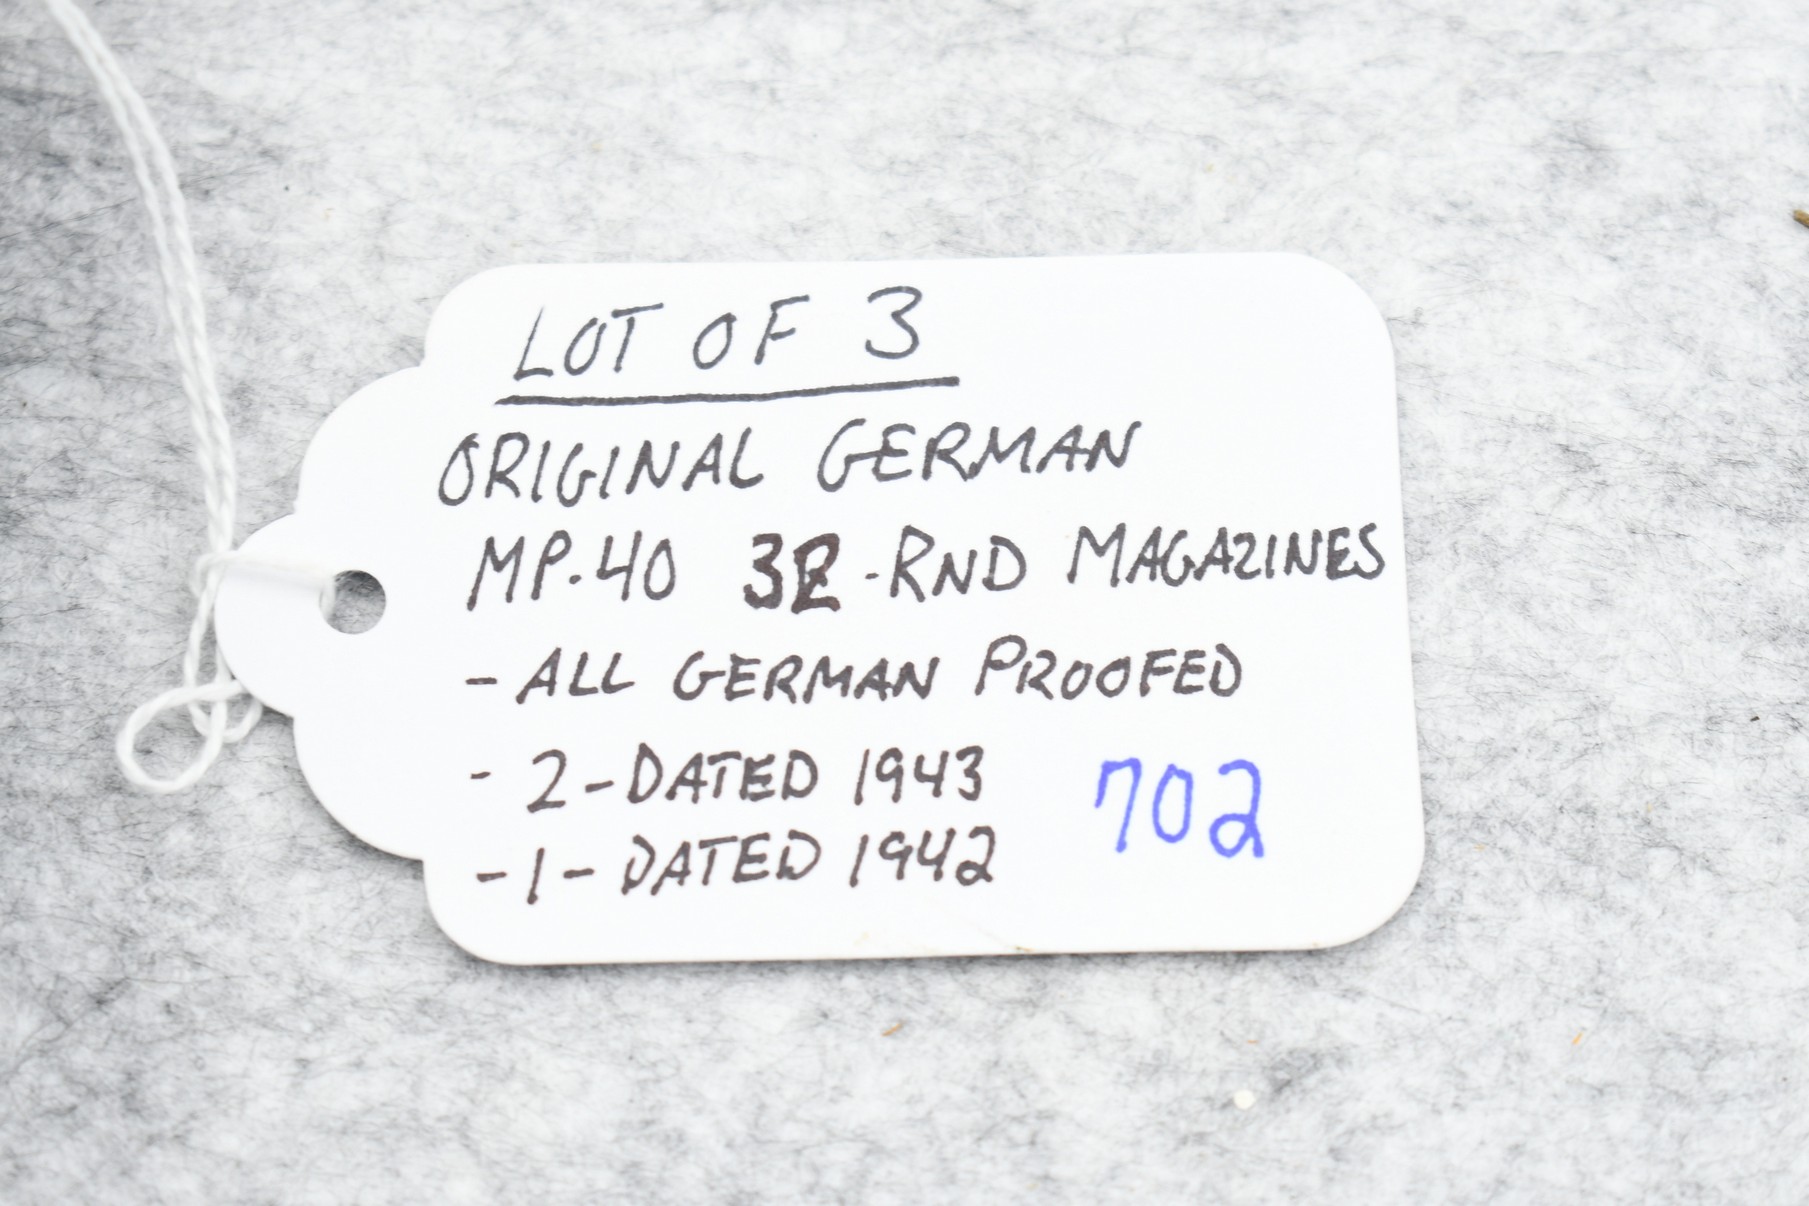 LOT OF 3
ORIGINAL GERMAN
MP-40 32-RND MAGAZINES
- ALL GERMAN PROOFED
- 2 - DATED 1943
- 1 - DATED 1942
702